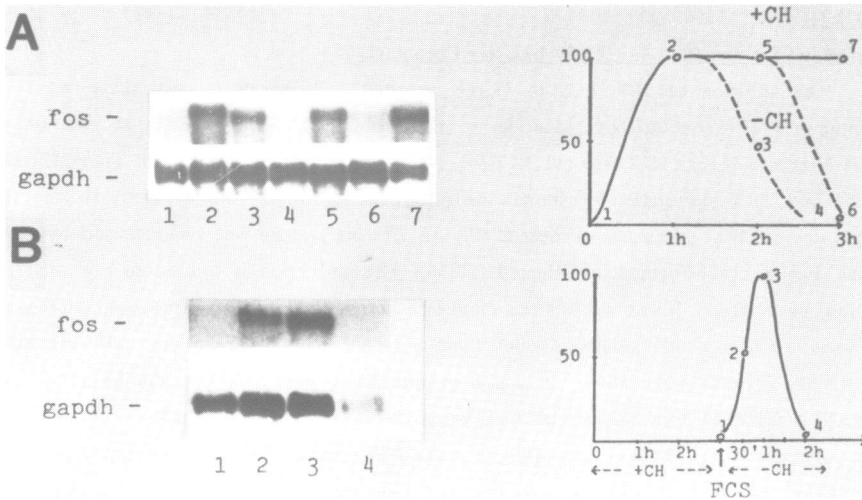 A
fos -
gapdh -
1 2 3 4 5 6 7
B
fos -
gapdh -
1 2 3 4
+CH
100
50
2 5 7
-CH
3
1 4 6
0 1h 2h 3h
100
50
3
2
1 4
0 1h 2h 30' 1h 2h
+CH -CH
FCS